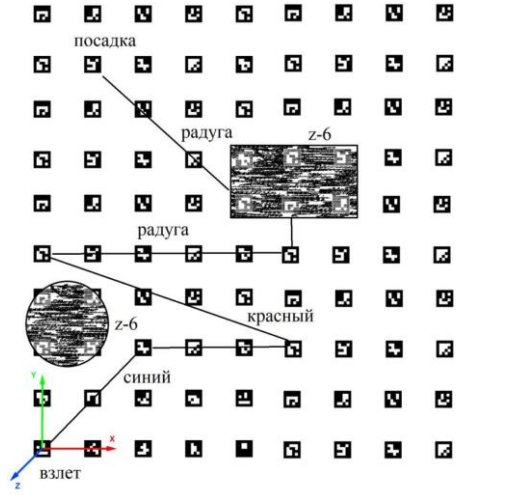 посадка
радуга
z-6
радуга
красный
z-6
синий
Y
X
Z
взлет